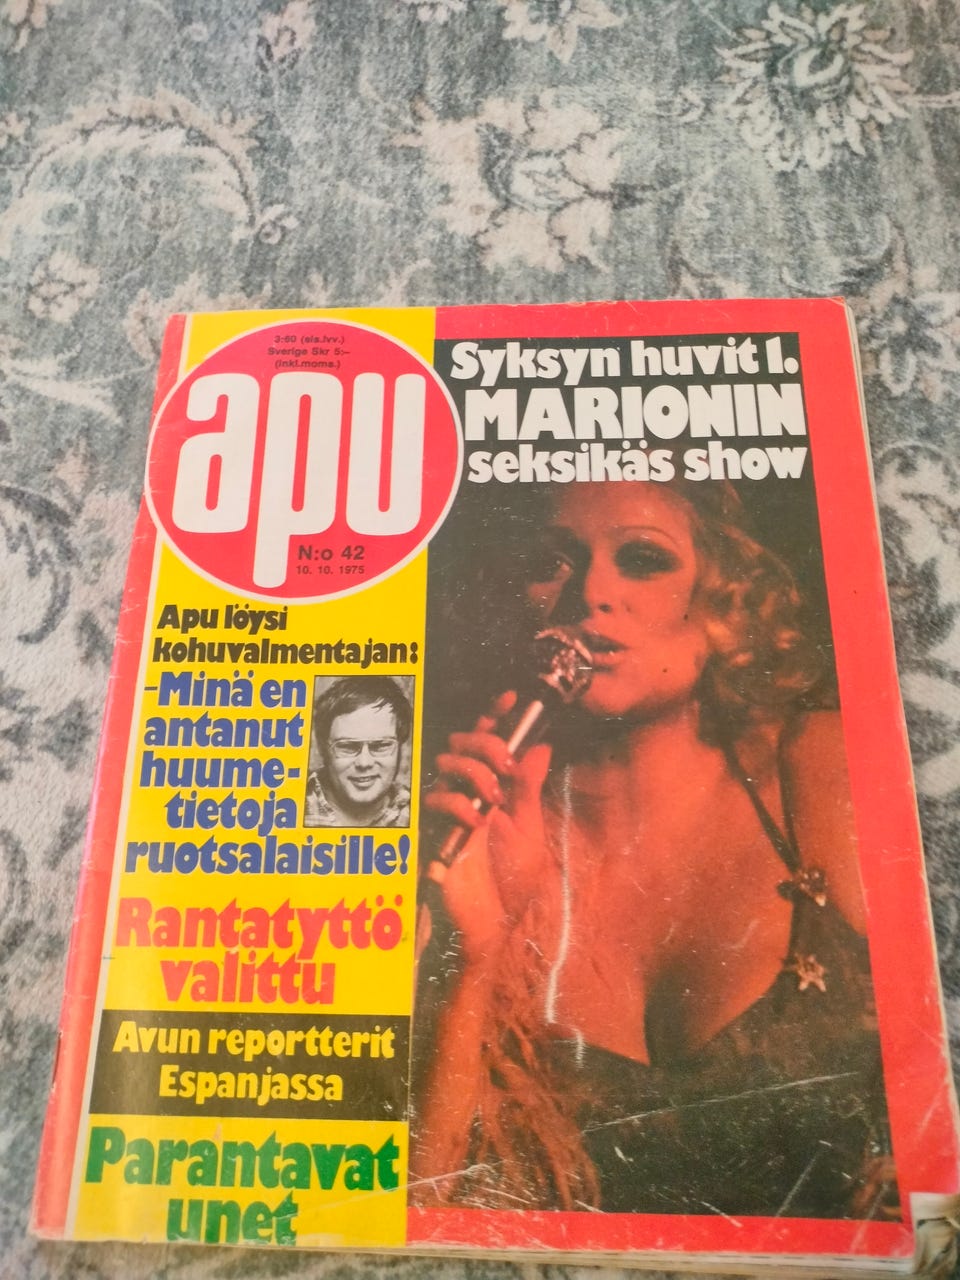 3:60 (sis.lvv.)
Sverige Skr 5:–
(inkl.moms.)
apu
N:o 42
10. 10. 1975
Syksyn huvit 1.
MARIONIN
seksikäs show
Apu löysi
kohuvalmentajan:
–Minä en
antanut
huume-
tietoja
ruotsalaisille!
Rantatyttö
valittu
Avun reportterit
Espanjassa
Parantavat
unet